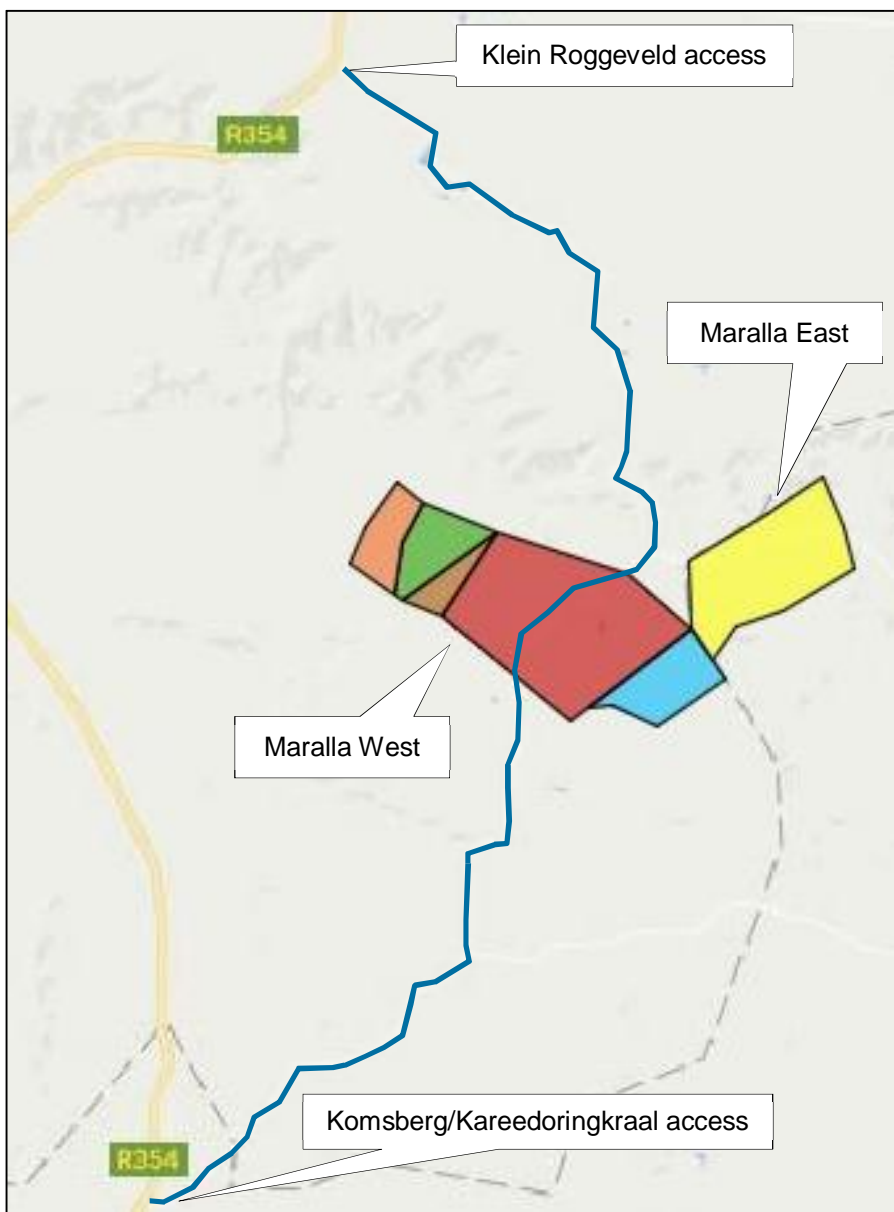 Klein Roggeveld access
R354
Maralla East
Maralla West
Komsberg/Kareedoringkraal access
R354